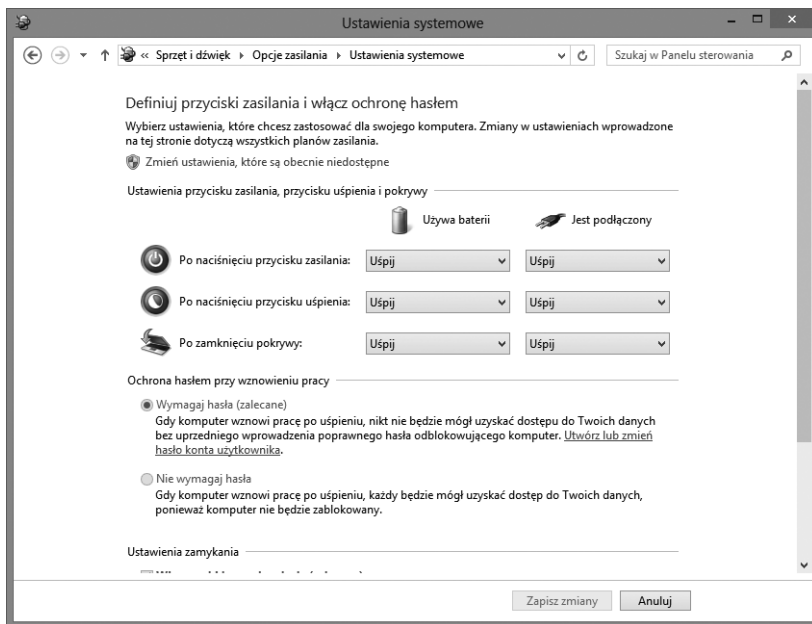 Ustawienia systemowe
« Sprzęt i dźwięk Opcje zasilania Ustawienia systemowe
Szukaj w Panelu sterowania
Definiuj przyciski zasilania i włącz ochronę hasłem
Wybierz ustawienia, które chcesz zastosować dla swojego komputera. Zmiany w ustawieniach wprowadzone
na tej stronie dotyczą wszystkich planów zasilania.
Zmień ustawienia, które są obecnie niedostępne
Ustawienia przycisku zasilania, przycisku uśpienia i pokrywy
Używa baterii Jest podłączony
Po naciśnięciu przycisku zasilania: Uśpij Uśpij
Po naciśnięciu przycisku uśpienia: Uśpij Uśpij
Po zamknięciu pokrywy: Uśpij Uśpij
Ochrona hasłem przy wznowieniu pracy
Wymagaj hasła (zalecane)
Gdy komputer wznowi pracę po uśpieniu, nikt nie będzie mógł uzyskać dostępu do Twoich danych
bez uprzedniego wprowadzenia poprawnego hasła odblokowującego komputer. Utwórz lub zmień
hasło konta użytkownika.
Nie wymagaj hasła
Gdy komputer wznowi pracę po uśpieniu, każdy będzie mógł uzyskać dostęp do Twoich danych,
ponieważ komputer nie będzie zablokowany.
Ustawienia zamykania
Zapisz zmiany Anuluj